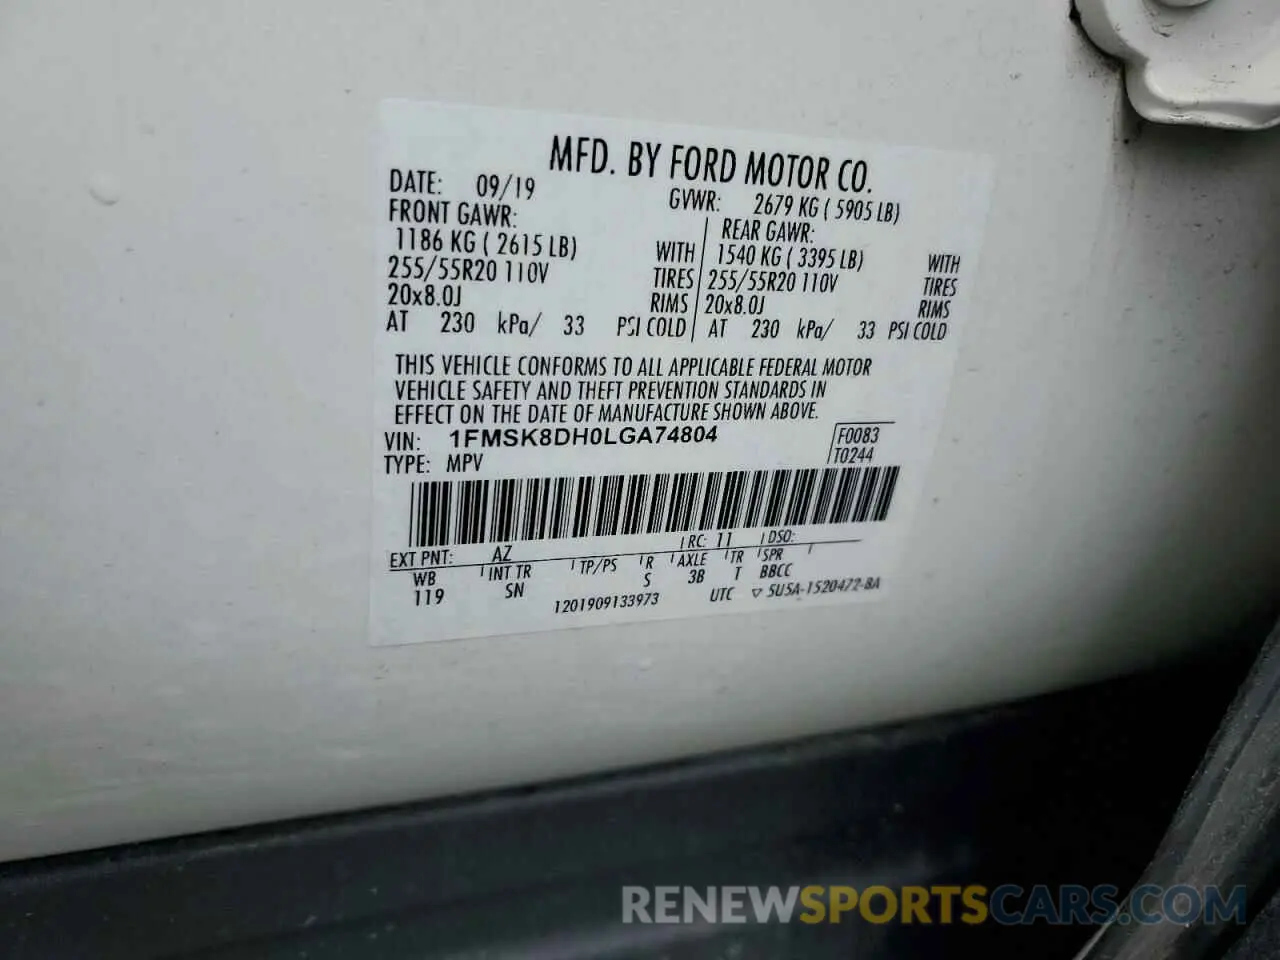 MFD. BY FORD MOTOR CO.
DATE: 09/19 GVWR: 2679 KG ( 5905 LB)
FRONT GAWR: REAR GAWR:
1186 KG ( 2615 LB) WITH 1540 KG ( 3395 LB) WITH
255/55R20 110V TIRES 255/55R20 110V TIRES
20x8.0J RIMS 20x8.0J RIMS
AT 230 kPa/ 33 PSI COLD AT 230 kPa/ 33 PSI COLD
THIS VEHICLE CONFORMS TO ALL APPLICABLE FEDERAL MOTOR
VEHICLE SAFETY AND THEFT PREVENTION STANDARDS IN
EFFECT ON THE DATE OF MANUFACTURE SHOWN ABOVE.
VIN: 1FMSK8DH0LGA74804 F0083
TYPE: MPV T0244
EXT PNT: AZ RC: 11 DSO:
WB INT TR TP/PS R AXLE TR SPR
119 SN S 3B T BBCC
1201909133973 UTC ▽ 5U5A-1520472-BA
RENEWSPORTSCARS.COM